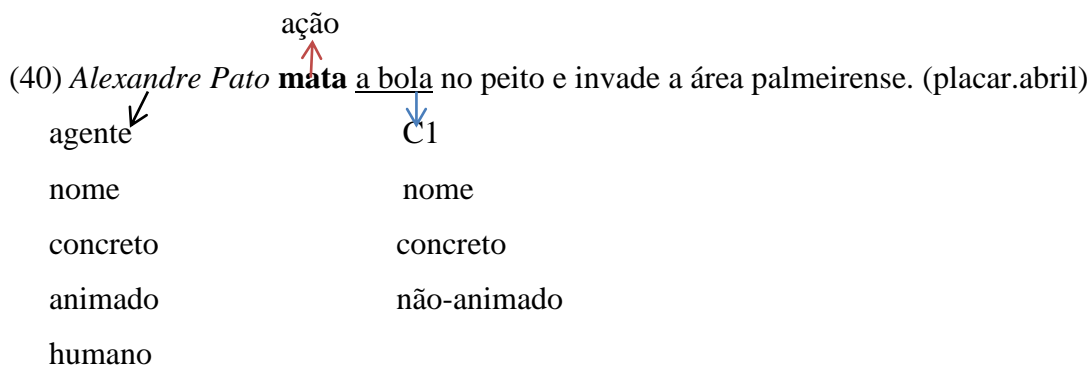 ação
(40) Alexandre Pato mata a bola no peito e invade a área palmeirense. (placar.abril)
agente C1
nome nome
concreto concreto
animado não-animado
humano